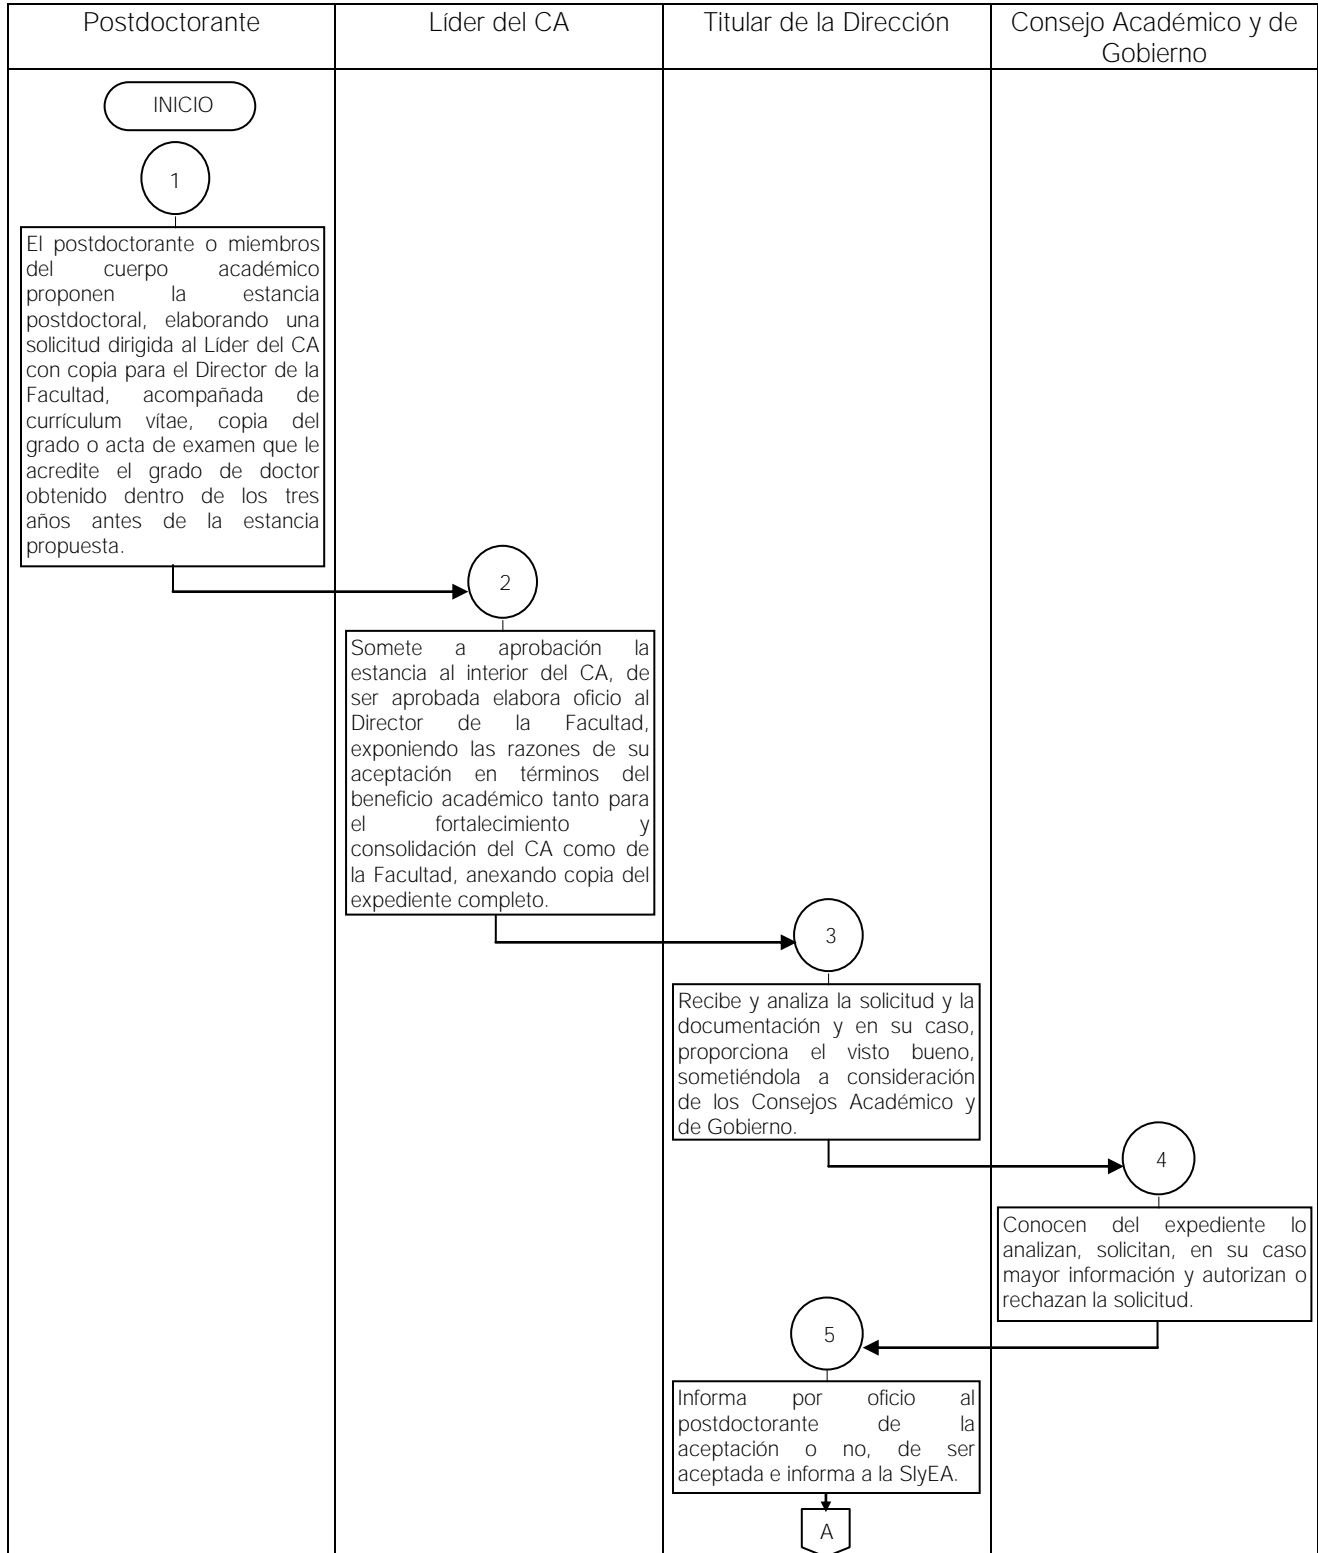 Postdoctorante
Líder del CA
Titular de la Dirección
Consejo Académico y de
Gobierno
INICIO
1
El postdoctorante o miembros
del cuerpo académico
proponen la estancia
postdoctoral, elaborando una
solicitud dirigida al Líder del CA
con copia para el Director de la
Facultad, acompañada de
currículum vítae, copia del
grado o acta de examen que le
acredite el grado de doctor
obtenido dentro de los tres
años antes de la estancia
propuesta.
2
Somete a aprobación la
estancia al interior del CA, de
ser aprobada elabora oficio al
Director de la Facultad,
exponiendo las razones de su
aceptación en términos del
beneficio académico tanto para
el fortalecimiento y
consolidación del CA como de
la Facultad, anexando copia del
expediente completo.
3
Recibe y analiza la solicitud y la
documentación y en su caso,
proporciona el visto bueno,
sometiéndola a consideración
de los Consejos Académico y
de Gobierno.
4
Conocen del expediente lo
analizan, solicitan, en su caso
mayor información y autorizan o
rechazan la solicitud.
5
Informa por oficio al
postdoctorante de la
aceptación o no, de ser
aceptada e informa a la SIyEA.
A